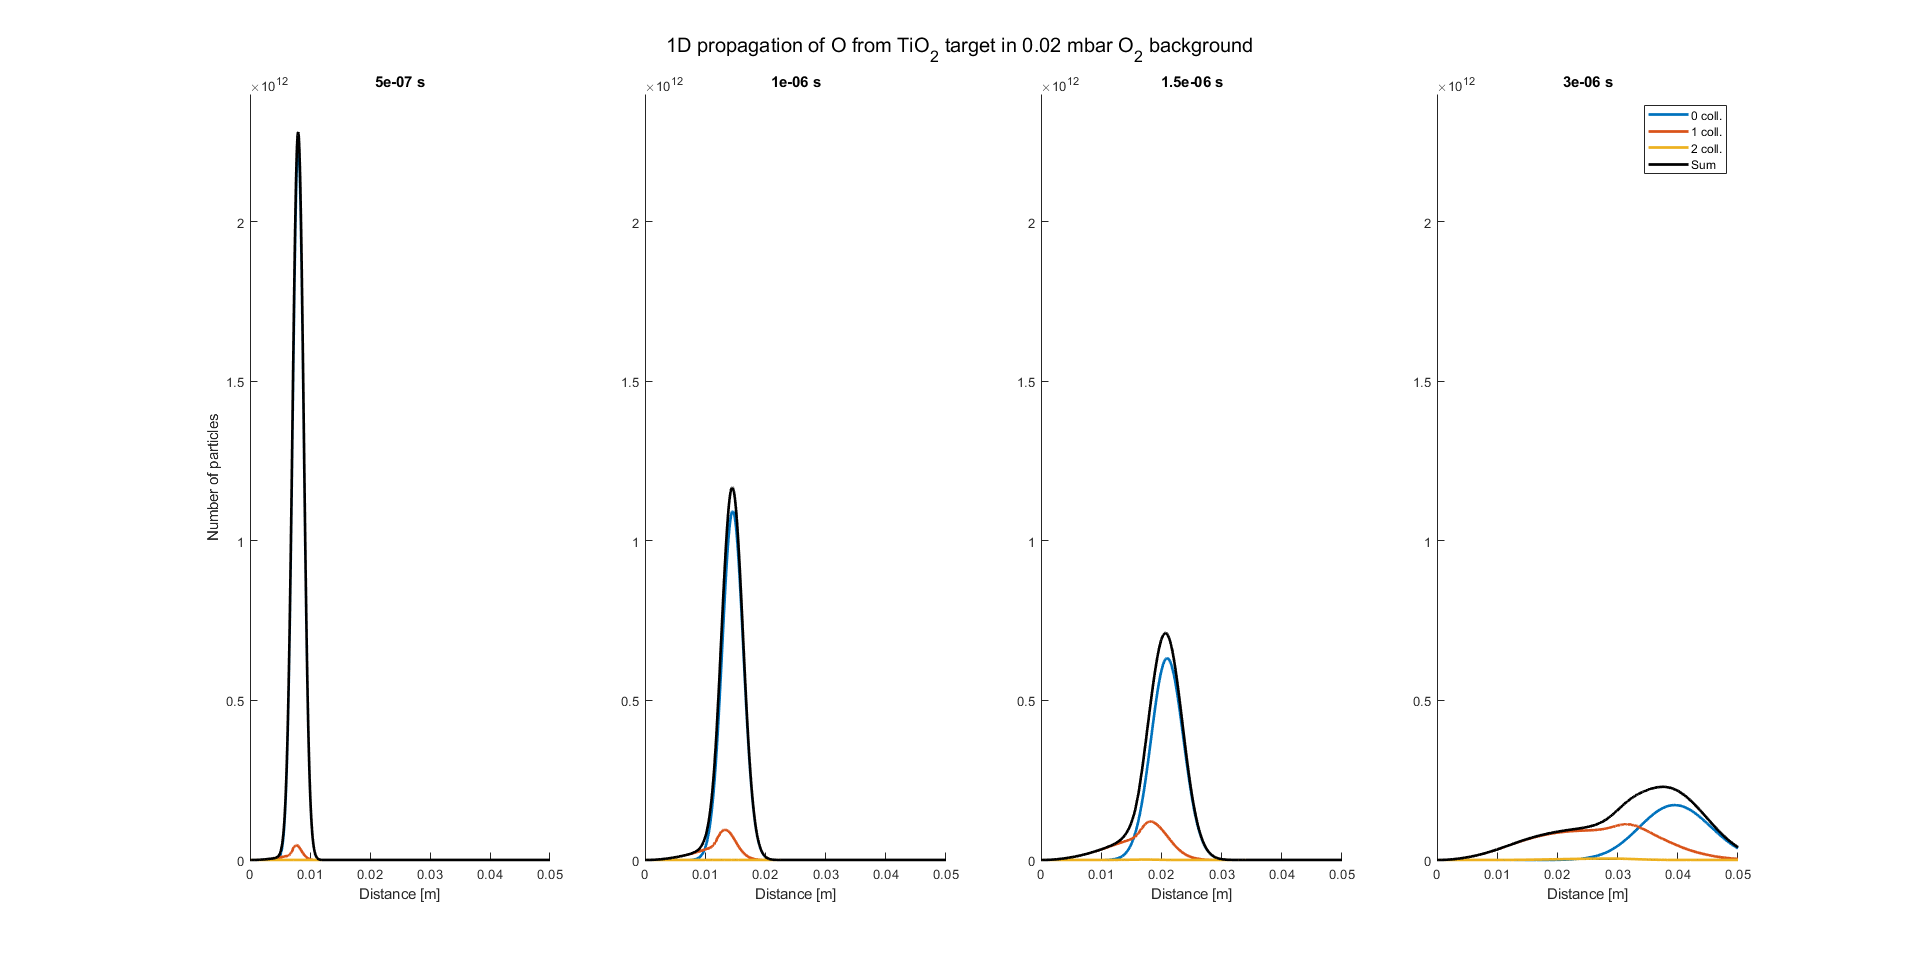 1D propagation of O from TiO2 target in 0.02 mbar O2 background
5e-07 s
×10^12
2
1.5
1
0.5
0
Number of particles
0 0.01 0.02 0.03 0.04 0.05
Distance [m]
1e-06 s
×10^12
2
1.5
1
0.5
0
0 0.01 0.02 0.03 0.04 0.05
Distance [m]
1.5e-06 s
×10^12
2
1.5
1
0.5
0
0 0.01 0.02 0.03 0.04 0.05
Distance [m]
3e-06 s
×10^12
2
1.5
1
0.5
0
0 0.01 0.02 0.03 0.04 0.05
Distance [m]
0 coll.
1 coll.
2 coll.
Sum